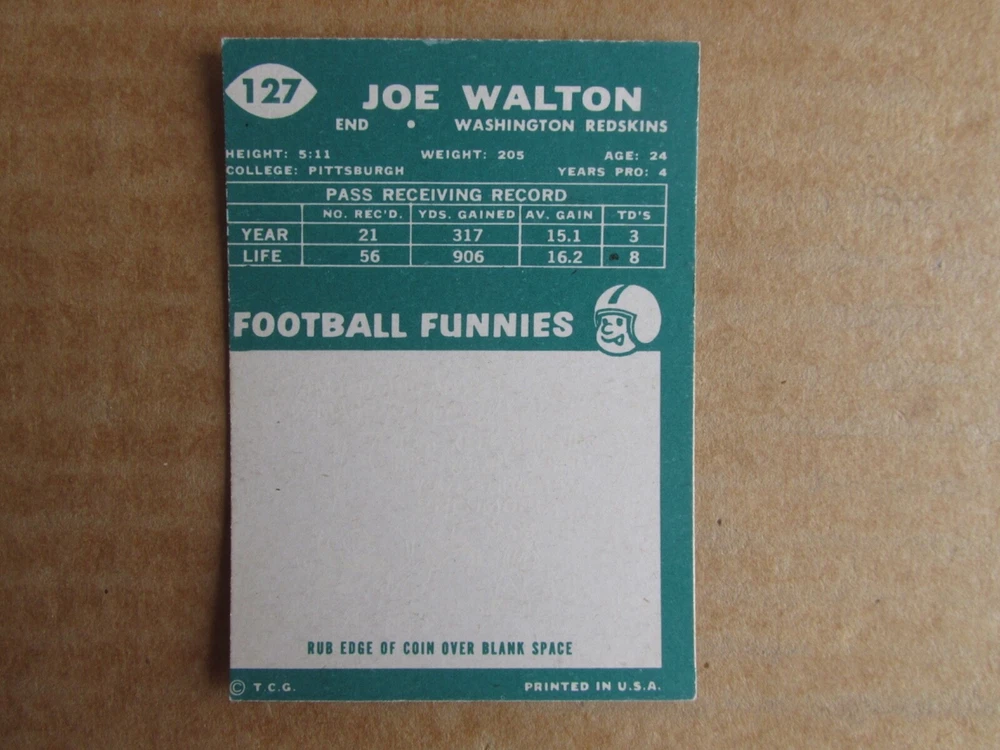 127
JOE WALTON
END • WASHINGTON REDSKINS
HEIGHT: 5:11 WEIGHT: 205 AGE: 24
COLLEGE: PITTSBURGH YEARS PRO: 4
PASS RECEIVING RECORD
NO. REC'D. YDS. GAINED AV. GAIN TD'S
YEAR 21 317 15.1 3
LIFE 56 906 16.2 8
FOOTBALL FUNNIES
RUB EDGE OF COIN OVER BLANK SPACE
© T.C.G. PRINTED IN U.S.A.